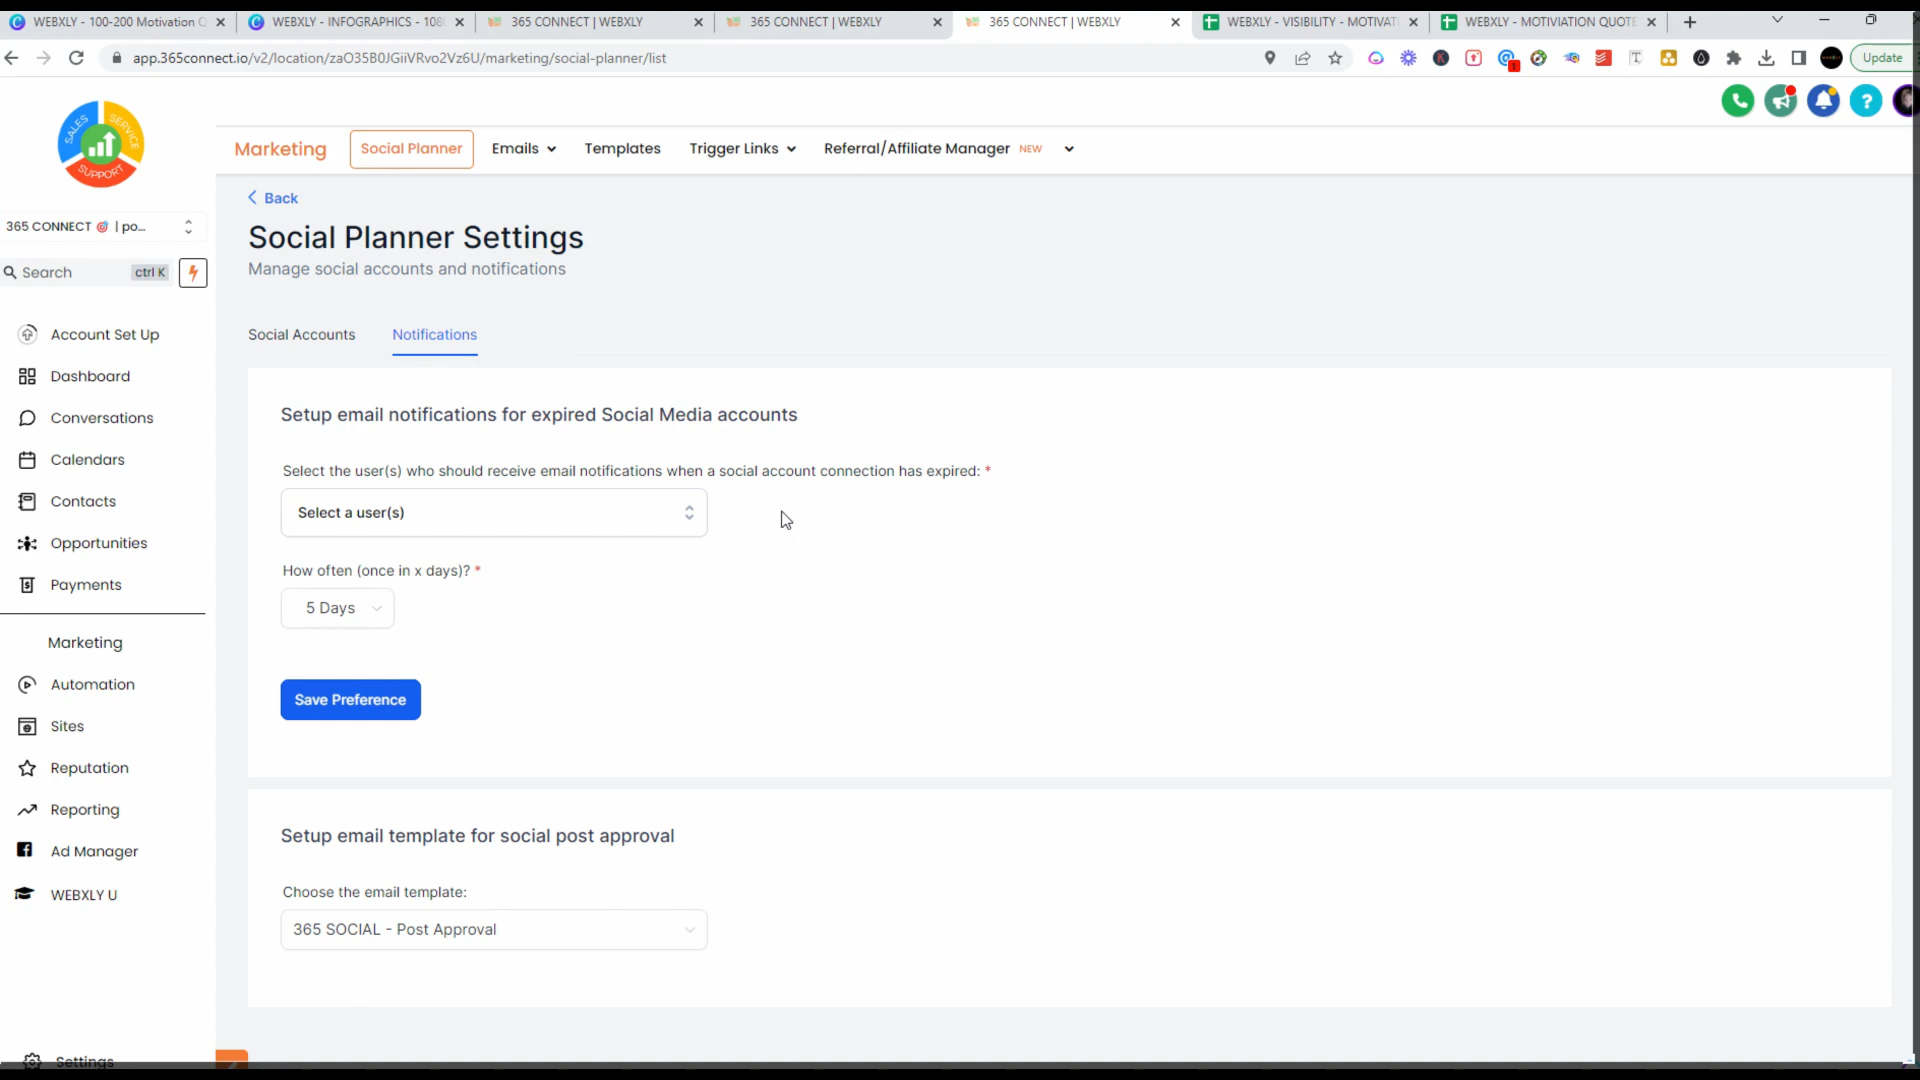 WEBXLY - 100-200 Motivation Q
WEBXLY - INFOGRAPHICS - 108
365 CONNECT | WEBXLY
365 CONNECT | WEBXLY
365 CONNECT | WEBXLY
WEBXLY - VISIBILITY - MOTIVAT
WEBXLY - MOTIVIATION QUOTE
app.365connect.io/v2/location/zaO35B0JGiiVRvo2Vz6U/marketing/social-planner/list
Update
SALES
SERVICE
SUPPORT
365 CONNECT | po...
Search ctrl K
Account Set Up
Dashboard
Conversations
Calendars
Contacts
Opportunities
Payments
Marketing
Automation
Sites
Reputation
Reporting
Ad Manager
WEBXLY U
Settings
Marketing
Social Planner
Emails
Templates
Trigger Links
Referral/Affiliate Manager NEW
Back
Social Planner Settings
Manage social accounts and notifications
Social Accounts
Notifications
Setup email notifications for expired Social Media accounts
Select the user(s) who should receive email notifications when a social account connection has expired: *
Select a user(s)
How often (once in x days)? *
5 Days
Save Preference
Setup email template for social post approval
Choose the email template:
365 SOCIAL - Post Approval